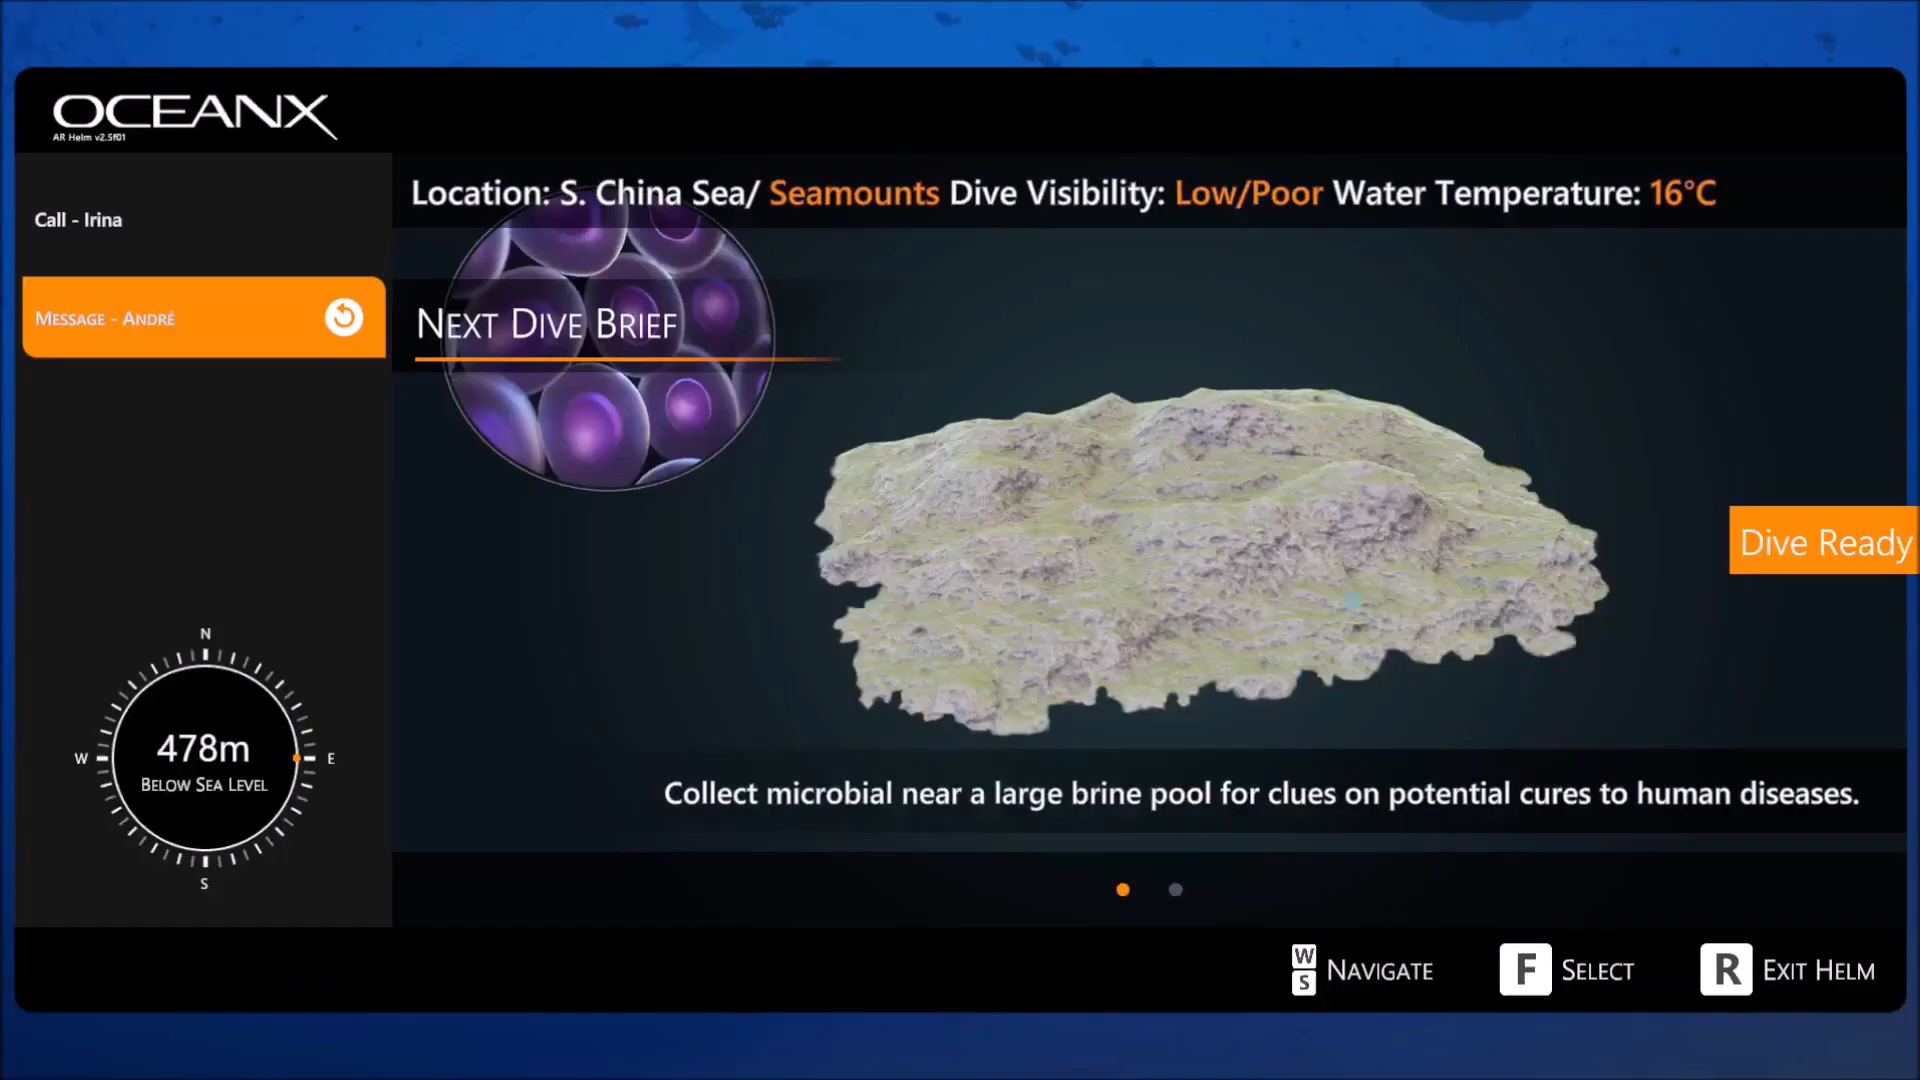 OCEANX
AR Helm v2.5f01
Location: S. China Sea/ Seamounts Dive Visibility: Low/Poor Water Temperature: 16°C
Call - Irina
Message - André
Next Dive Brief
Dive Ready
N
W
478m
E
Below Sea Level
S
Collect microbial near a large brine pool for clues on potential cures to human diseases.
W
S
Navigate
F Select
R Exit Helm